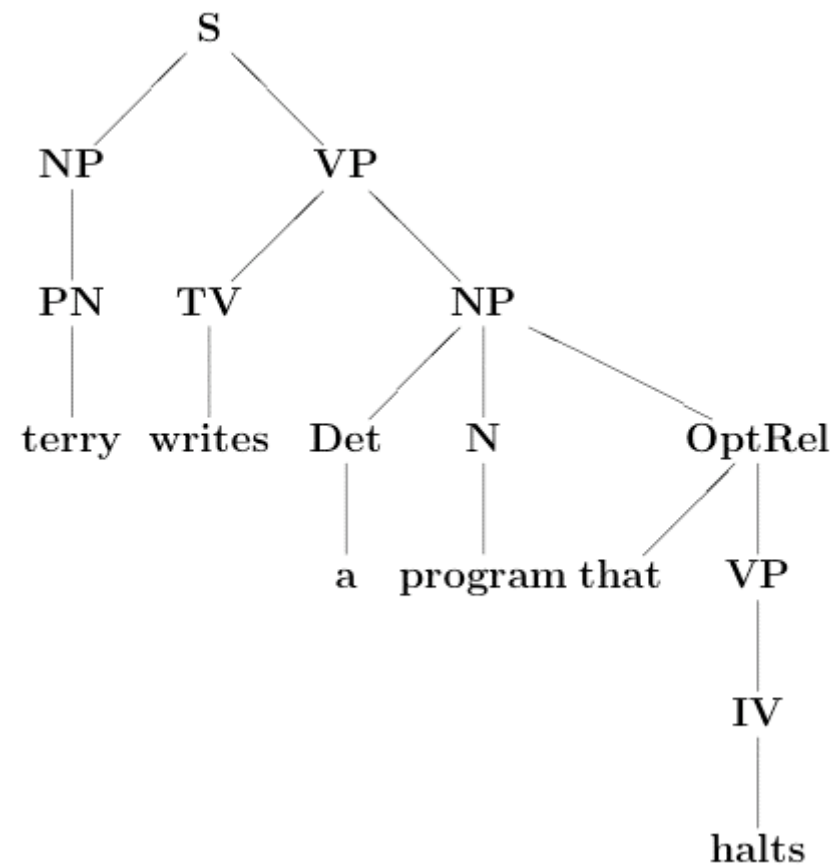 S
NP VP
PN TV NP
terry writes Det N OptRel
a program that VP
IV
halts